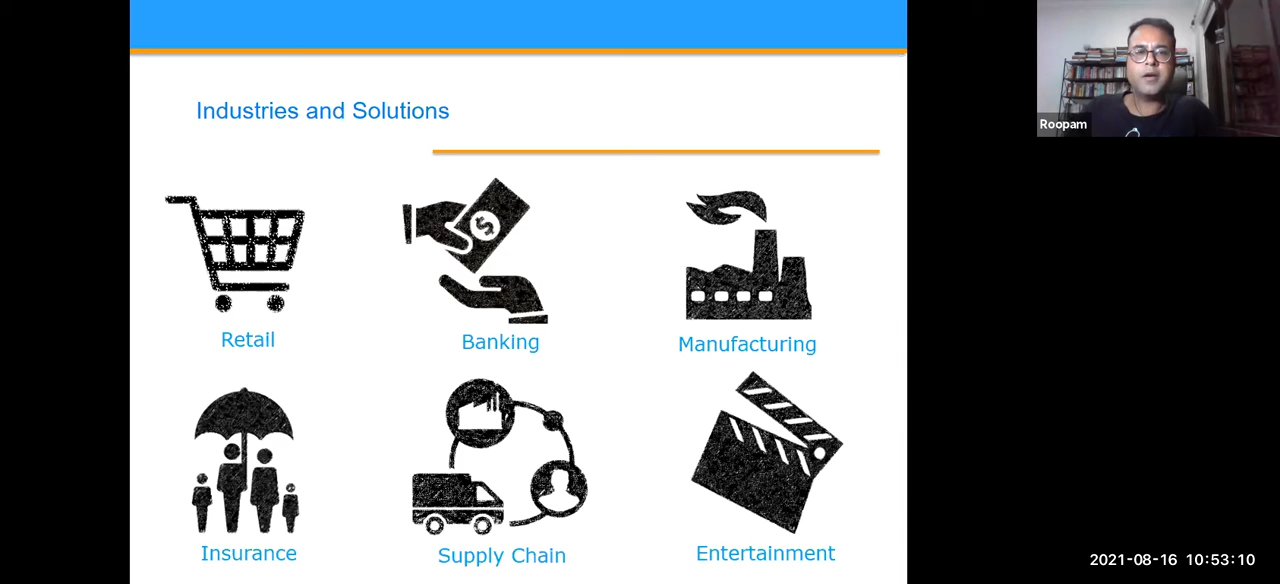 Industries and Solutions
Roopam
$
Retail
Banking
Manufacturing
Insurance
Supply Chain
Entertainment
2021-08-16 10:53:10